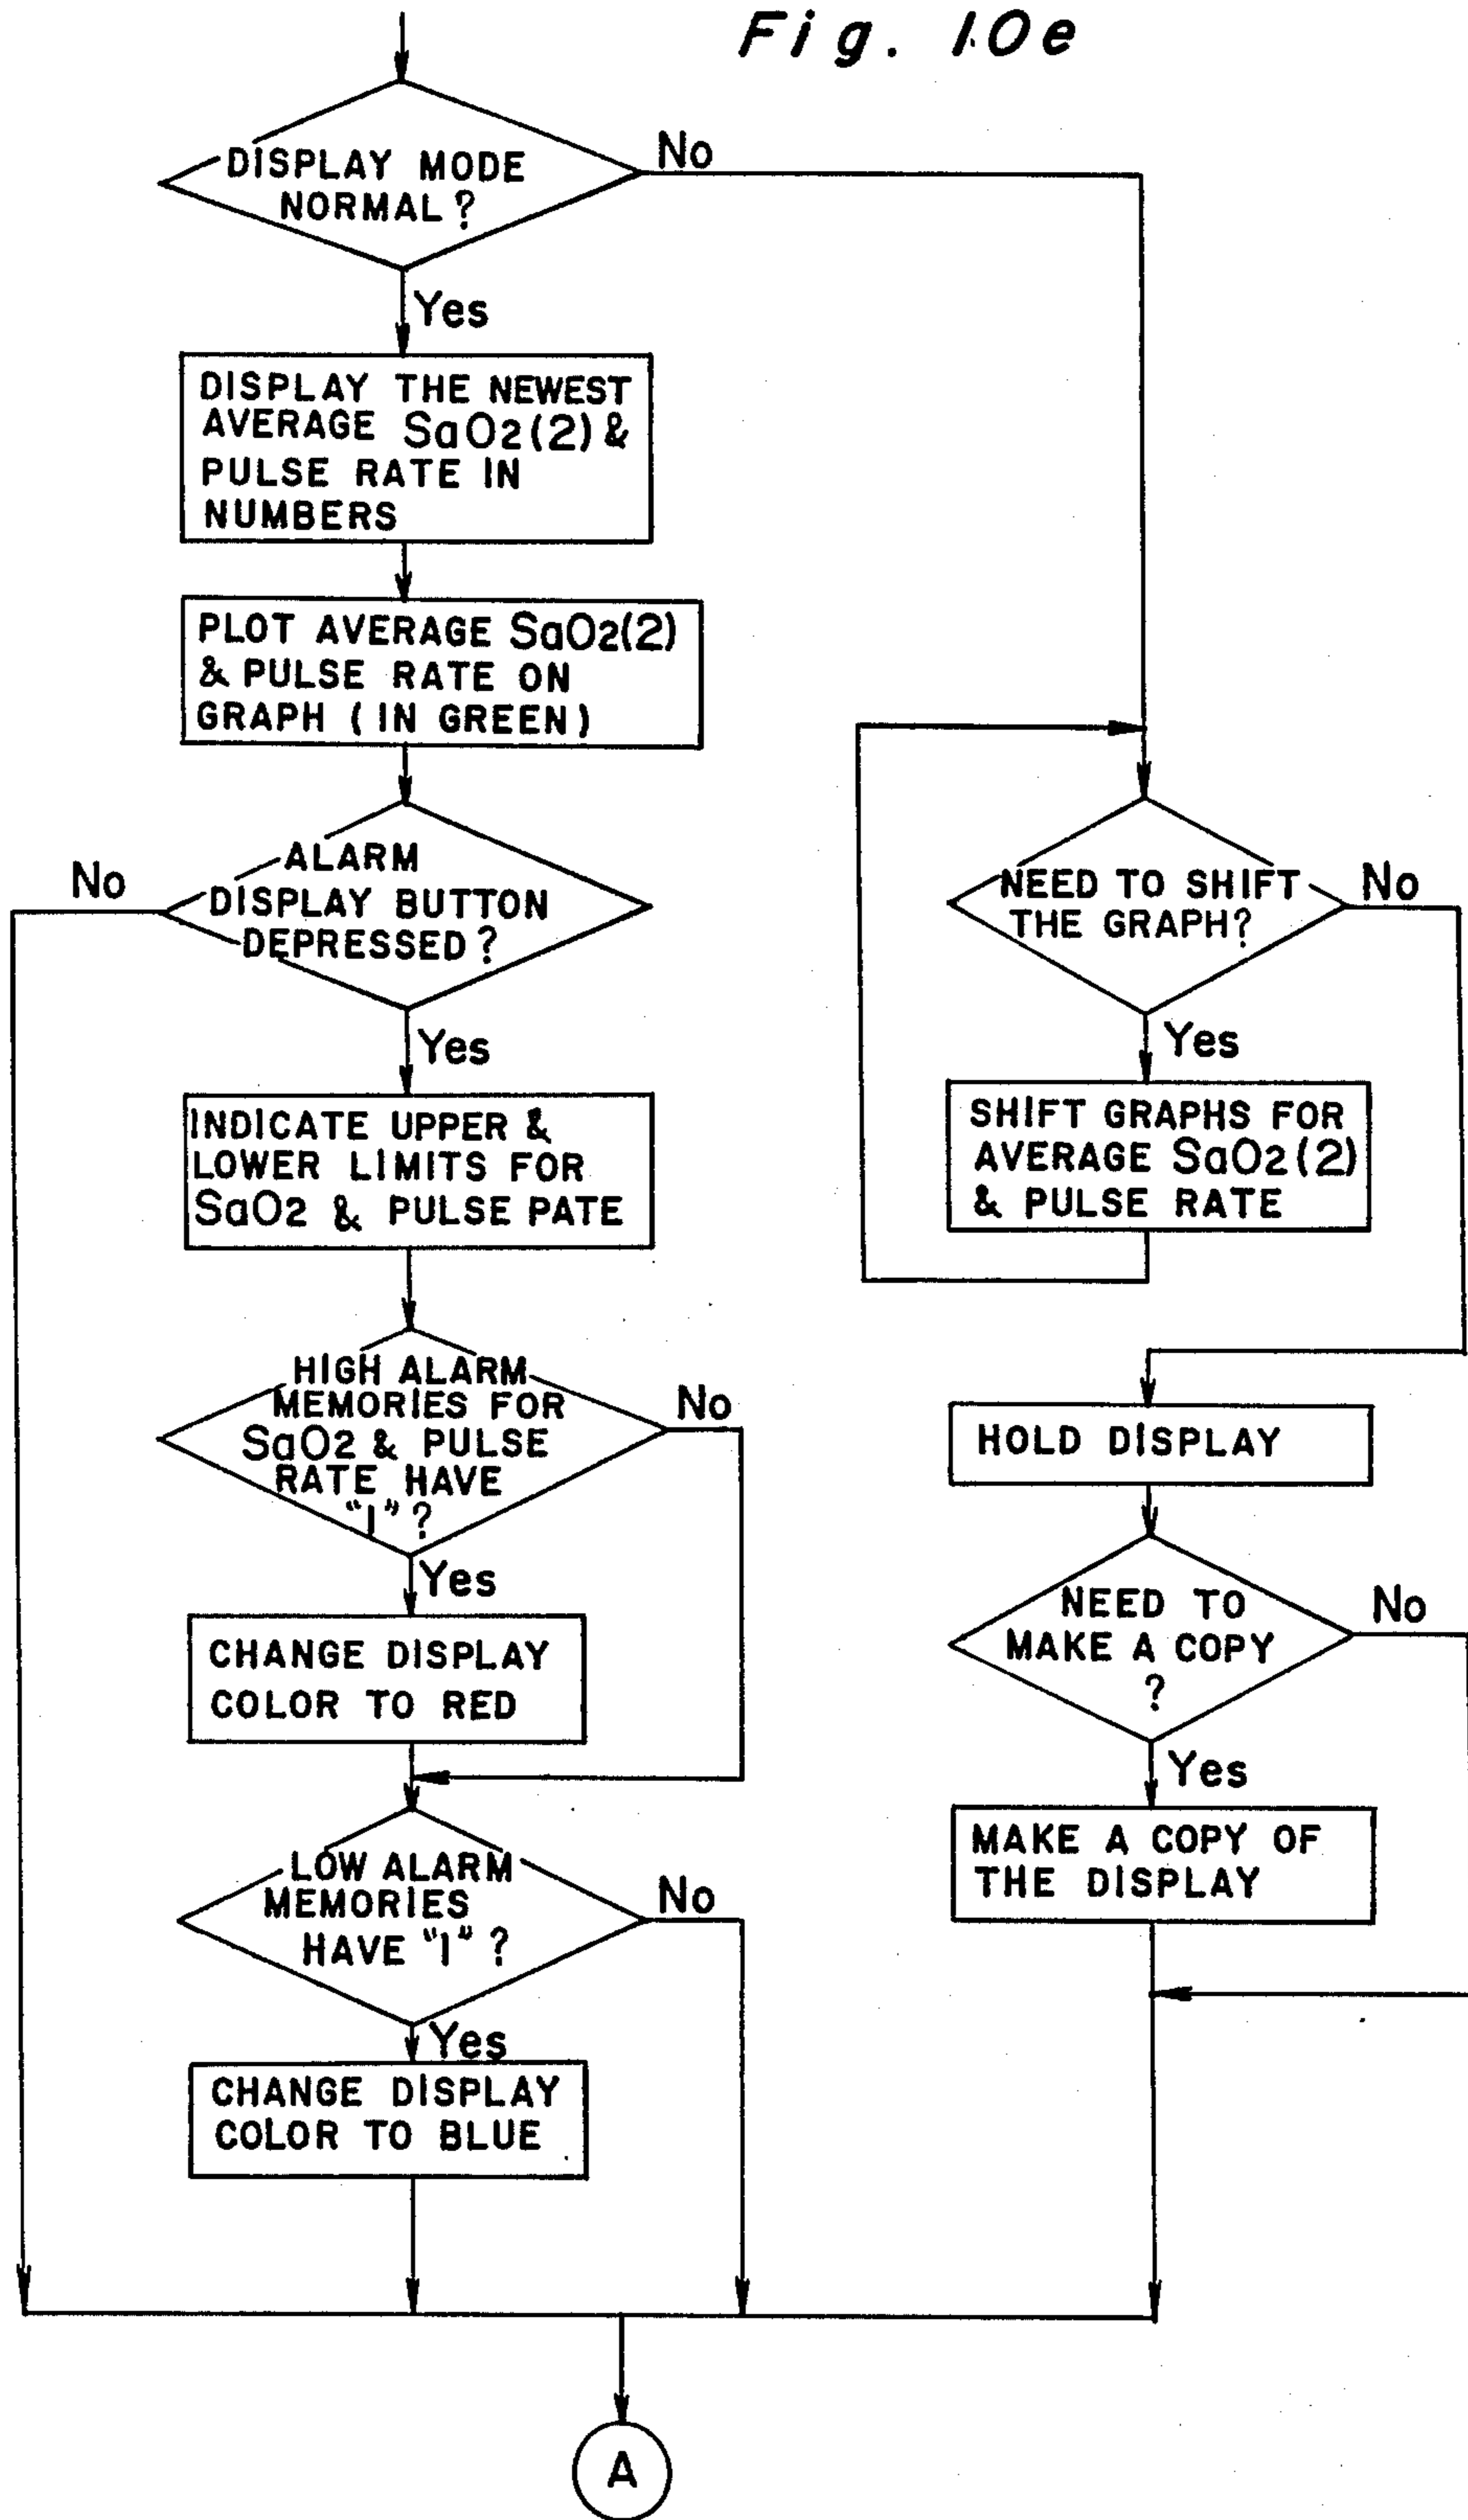 Fig. 10e
DISPLAY MODE
NORMAL?
No
Yes
DISPLAY THE NEWEST
AVERAGE SaO2(2) &
PULSE RATE IN
NUMBERS
PLOT AVERAGE SaO2(2)
& PULSE RATE ON
GRAPH (IN GREEN)
ALARM
DISPLAY BUTTON
DEPRESSED?
No
Yes
INDICATE UPPER &
LOWER LIMITS FOR
SaO2 & PULSE PATE
HIGH ALARM
MEMORIES FOR
SaO2 & PULSE
RATE HAVE
"1"?
No
Yes
CHANGE DISPLAY
COLOR TO RED
LOW ALARM
MEMORIES
HAVE "1"?
No
Yes
CHANGE DISPLAY
COLOR TO BLUE
NEED TO SHIFT
THE GRAPH?
No
Yes
SHIFT GRAPHS FOR
AVERAGE SaO2(2)
& PULSE RATE
HOLD DISPLAY
NEED TO
MAKE A COPY
?
No
Yes
MAKE A COPY OF
THE DISPLAY
A